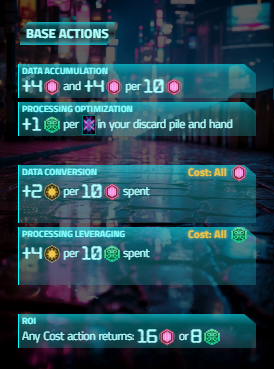 BASE ACTIONS
DATA ACCUMULATION
+4 and +4 per 10
PROCESSING OPTIMIZATION
+1 per in your discard pile and hand
DATA CONVERSION Cost: All
+2 per 10 spent
PROCESSING LEVERAGING Cost: All
+4 per 10 spent
ROI
Any Cost action returns: 16 or 8